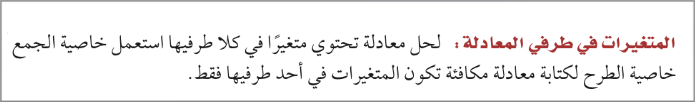 المتغيرات في طرفي المعادلة : لحل معادلة تحتوي متغيرًا في كلا طرفيها استعمل خاصية الجمع
خاصية الطرح لكتابة معادلة مكافئة تكون المتغيرات في أحد طرفيها فقط.